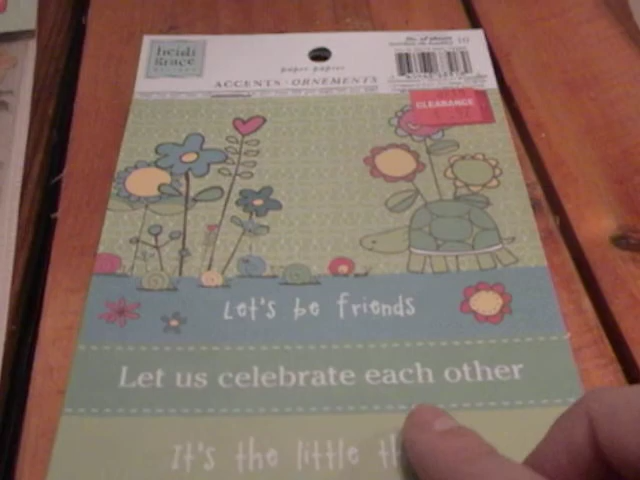 heidi
grace
paper·papier
ACCENTS · ORNEMENTS
CLEARANCE
Let's be friends
Let us celebrate each other
It's the little